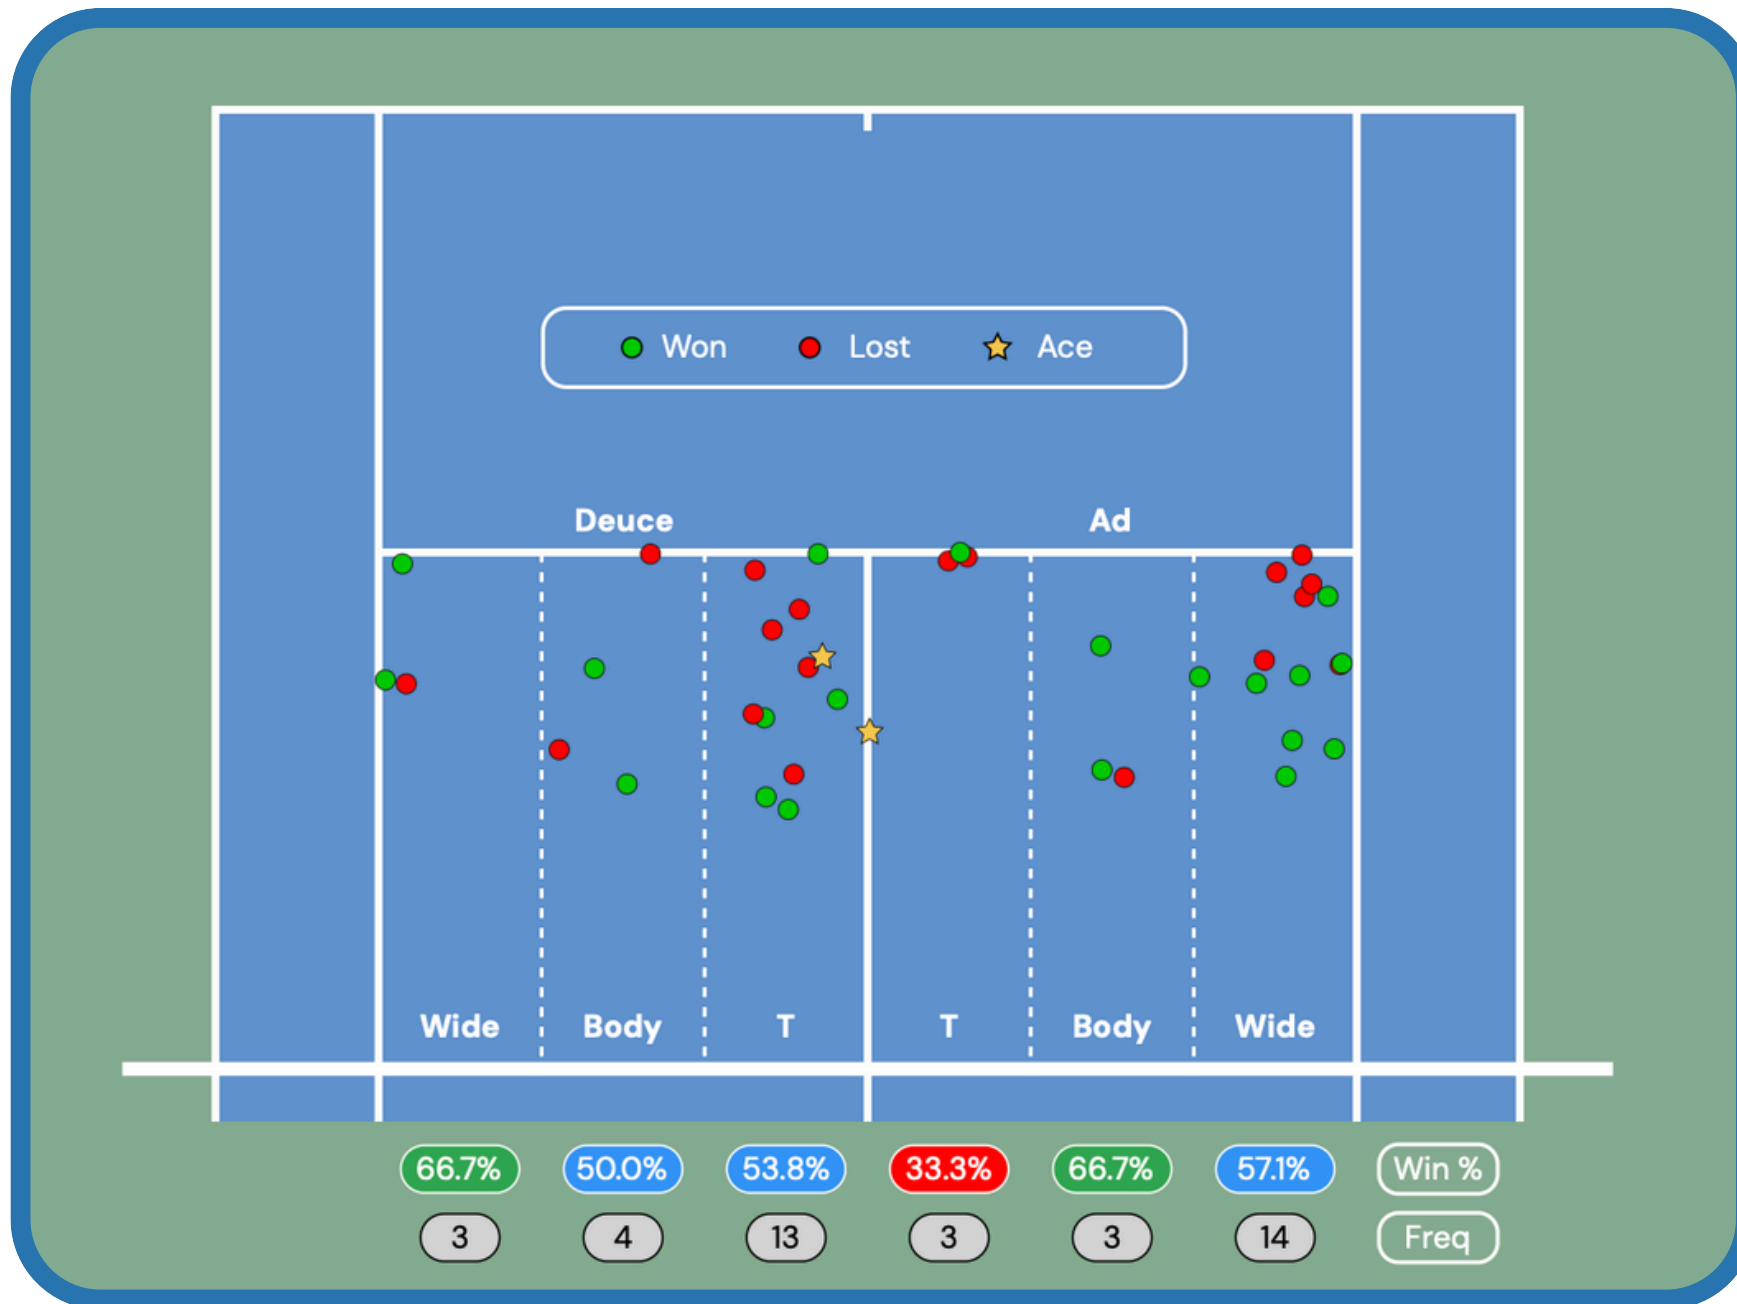 Won Lost Ace
Deuce Ad
Wide Body T T Body Wide
66.7% 50.0% 53.8% 33.3% 66.7% 57.1% Win %
3 4 13 3 3 14 Freq